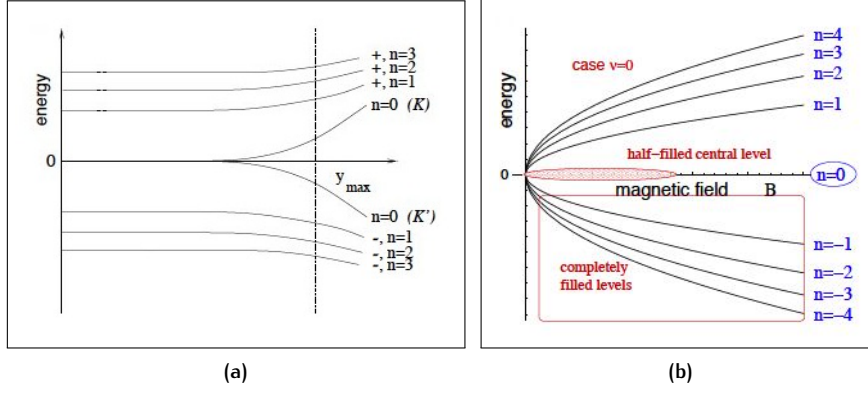 energy
0
+, n=3
+, n=2
+, n=1
n=0 (K)
y_max
n=0 (K')
-, n=1
-, n=2
-, n=3
(a)
energy
0
case ν=0
n=4
n=3
n=2
n=1
half-filled central level
n=0
magnetic field B
completely
filled levels
n=-1
n=-2
n=-3
n=-4
(b)